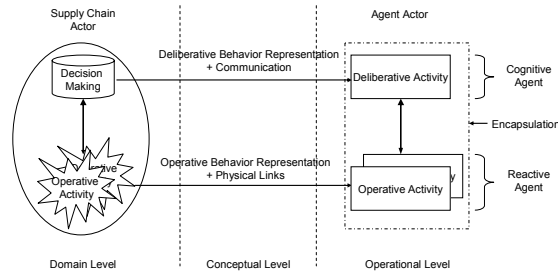 Supply Chain
Actor
Agent Actor
Decision
Making
Deliberative Behavior Representation
+ Communication
Deliberative Activity
Cognitive
Agent
Encapsulation
Operative
Activity
Operative Behavior Representation
+ Physical Links
Operative Activity
Reactive
Agent
Domain Level
Conceptual Level
Operational Level